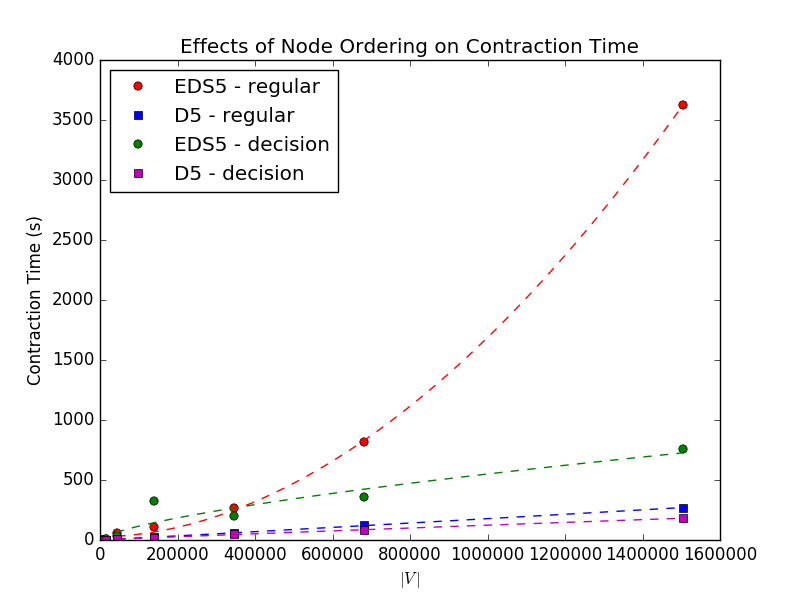 Effects of Node Ordering on Contraction Time
4000
3500
3000
2500
2000
1500
1000
500
0
Contraction Time (s)
EDS5 - regular
D5 - regular
EDS5 - decision
D5 - decision
0 200000 400000 600000 800000 1000000 1200000 1400000 1600000
|V|